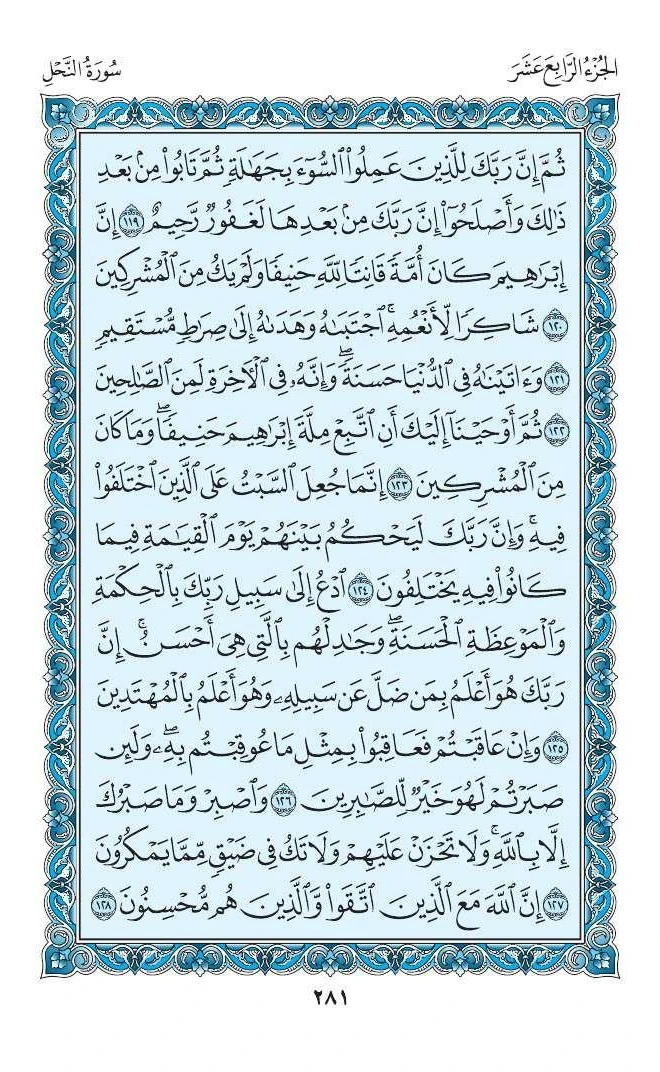 الجُزْءُ الرَّابِعَ عَشَرَ
سُورَةُ النَّحْلِ
ثُمَّ إِنَّ رَبَّكَ لِلَّذِينَ عَمِلُوا۟ ٱلسُّوٓءَ بِجَهَٰلَةٍ ثُمَّ تَابُوا۟ مِنۢ بَعْدِ
ذَٰلِكَ وَأَصْلَحُوٓا۟ إِنَّ رَبَّكَ مِنۢ بَعْدِهَا لَغَفُورٌ رَّحِيمٌ ١١٩ إِنَّ
إِبْرَٰهِيمَ كَانَ أُمَّةً قَانِتًا لِّلَّهِ حَنِيفًا وَلَمْ يَكُ مِنَ ٱلْمُشْرِكِينَ
١٢٠ شَاكِرًا لِّأَنْعُمِهِ ۚ ٱجْتَبَىٰهُ وَهَدَىٰهُ إِلَىٰ صِرَٰطٍ مُّسْتَقِيمٍ
١٢١ وَءَاتَيْنَٰهُ فِى ٱلدُّنْيَا حَسَنَةً ۖ وَإِنَّهُۥ فِى ٱلْءَاخِرَةِ لَمِنَ ٱلصَّٰلِحِينَ
١٢٢ ثُمَّ أَوْحَيْنَآ إِلَيْكَ أَنِ ٱتَّبِعْ مِلَّةَ إِبْرَٰهِيمَ حَنِيفًا ۖ وَمَا كَانَ
مِنَ ٱلْمُشْرِكِينَ ١٢٣ إِنَّمَا جُعِلَ ٱلسَّبْتُ عَلَى ٱلَّذِينَ ٱخْتَلَفُوا۟
فِيهِ ۚ وَإِنَّ رَبَّكَ لَيَحْكُمُ بَيْنَهُمْ يَوْمَ ٱلْقِيَٰمَةِ فِيمَا
كَانُوا۟ فِيهِ يَخْتَلِفُونَ ١٢٤ ٱدْعُ إِلَىٰ سَبِيلِ رَبِّكَ بِٱلْحِكْمَةِ
وَٱلْمَوْعِظَةِ ٱلْحَسَنَةِ ۖ وَجَٰدِلْهُم بِٱلَّتِى هِىَ أَحْسَنُ ۚ إِنَّ
رَبَّكَ هُوَ أَعْلَمُ بِمَن ضَلَّ عَن سَبِيلِهِۦ وَهُوَ أَعْلَمُ بِٱلْمُهْتَدِينَ
١٢٥ وَإِنْ عَاقَبْتُمْ فَعَاقِبُوا۟ بِمِثْلِ مَا عُوقِبْتُم بِهِۦ ۖ وَلَئِن
صَبَرْتُمْ لَهُوَ خَيْرٌ لِّلصَّٰبِرِينَ ١٢٦ وَٱصْبِرْ وَمَا صَبْرُكَ
إِلَّا بِٱللَّهِ ۚ وَلَا تَحْزَنْ عَلَيْهِمْ وَلَا تَكُ فِى ضَيْقٍ مِّمَّا يَمْكُرُونَ
١٢٧ إِنَّ ٱللَّهَ مَعَ ٱلَّذِينَ ٱتَّقَوا۟ وَّٱلَّذِينَ هُم مُّحْسِنُونَ ١٢٨
٢٨١